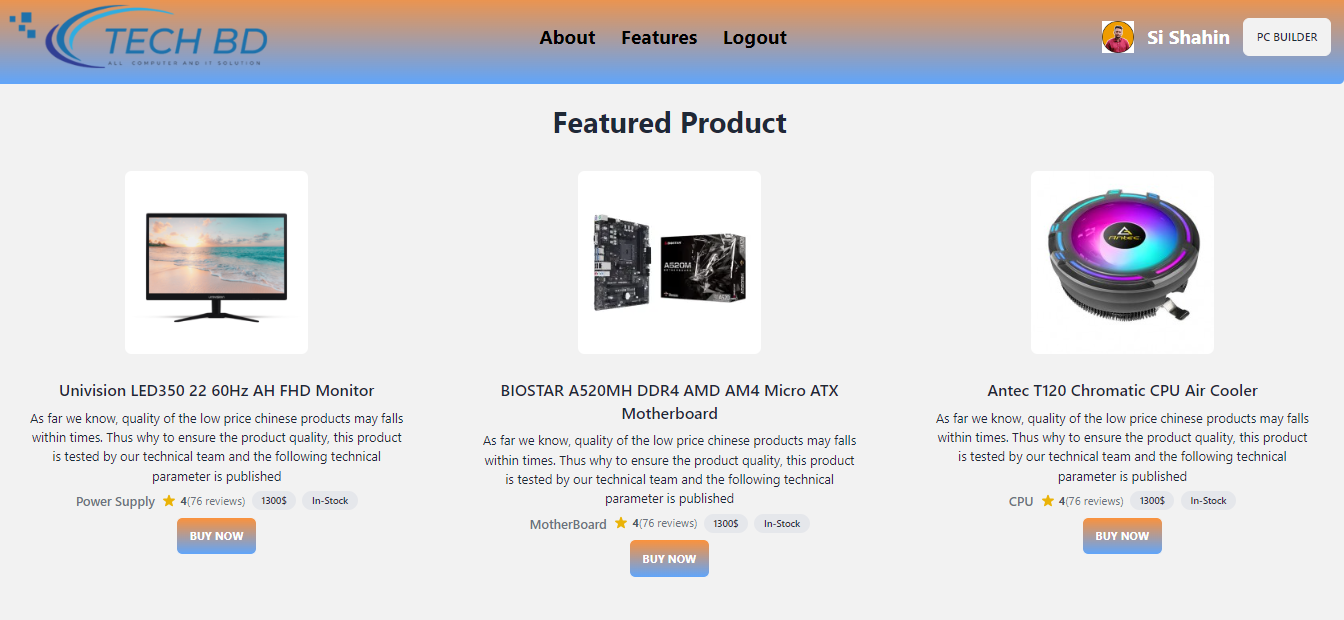 TECH BD
ALL COMPUTER AND IT SOLUTION
About Features Logout
Si Shahin
PC BUILDER
Featured Product
Univision LED350 22 60Hz AH FHD Monitor
As far we know, quality of the low price chinese products may falls
within times. Thus why to ensure the product quality, this product
is tested by our technical team and the following technical
parameter is published
Power Supply 4(76 reviews) 1300$ In-Stock
BUY NOW
A520M
BIOSTAR A520MH DDR4 AMD AM4 Micro ATX
Motherboard
As far we know, quality of the low price chinese products may falls
within times. Thus why to ensure the product quality, this product
is tested by our technical team and the following technical
parameter is published
MotherBoard 4(76 reviews) 1300$ In-Stock
BUY NOW
Antec
Antec T120 Chromatic CPU Air Cooler
As far we know, quality of the low price chinese products may falls
within times. Thus why to ensure the product quality, this product
is tested by our technical team and the following technical
parameter is published
CPU 4(76 reviews) 1300$ In-Stock
BUY NOW